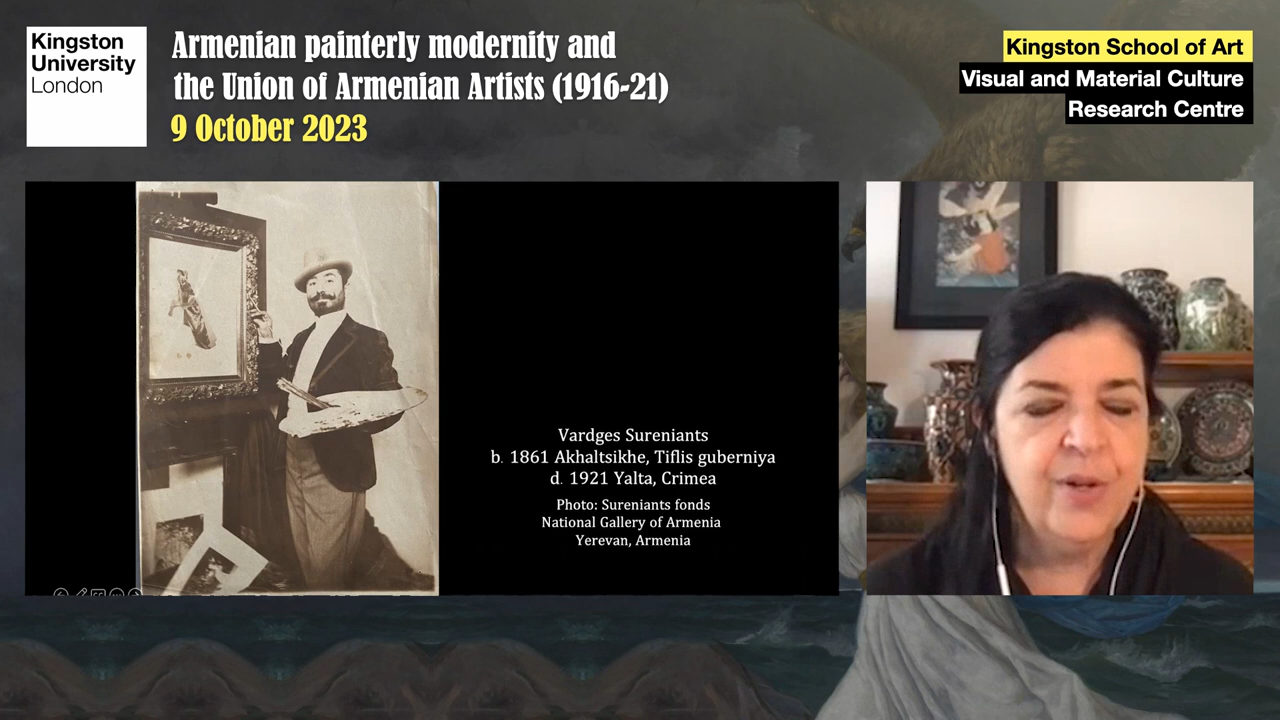 Kingston
University
London
Armenian painterly modernity and
the Union of Armenian Artists (1916-21)
9 October 2023
Kingston School of Art
Visual and Material Culture
Research Centre
Vardges Sureniants
b. 1861 Akhaltsikhe, Tiflis guberniya
d. 1921 Yalta, Crimea
Photo: Sureniants fonds
National Gallery of Armenia
Yerevan, Armenia